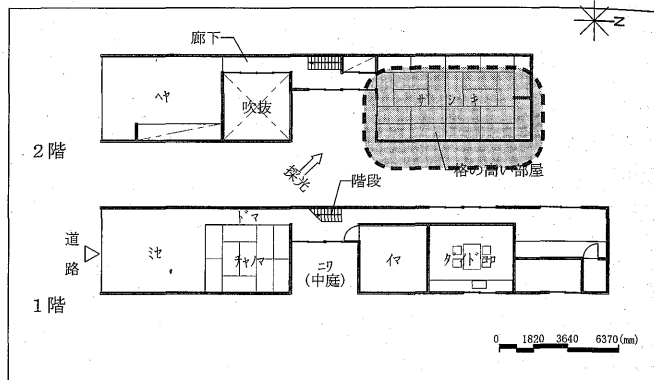 N
廊下
ヘヤ
吹抜
ザシキ
2階
採光
格の高い部屋
階段
道路
ドマ
ミセ
チャノマ
ニワ
(中庭)
イマ
ダイドコロ
1階
0 1820 3640 6370(mm)